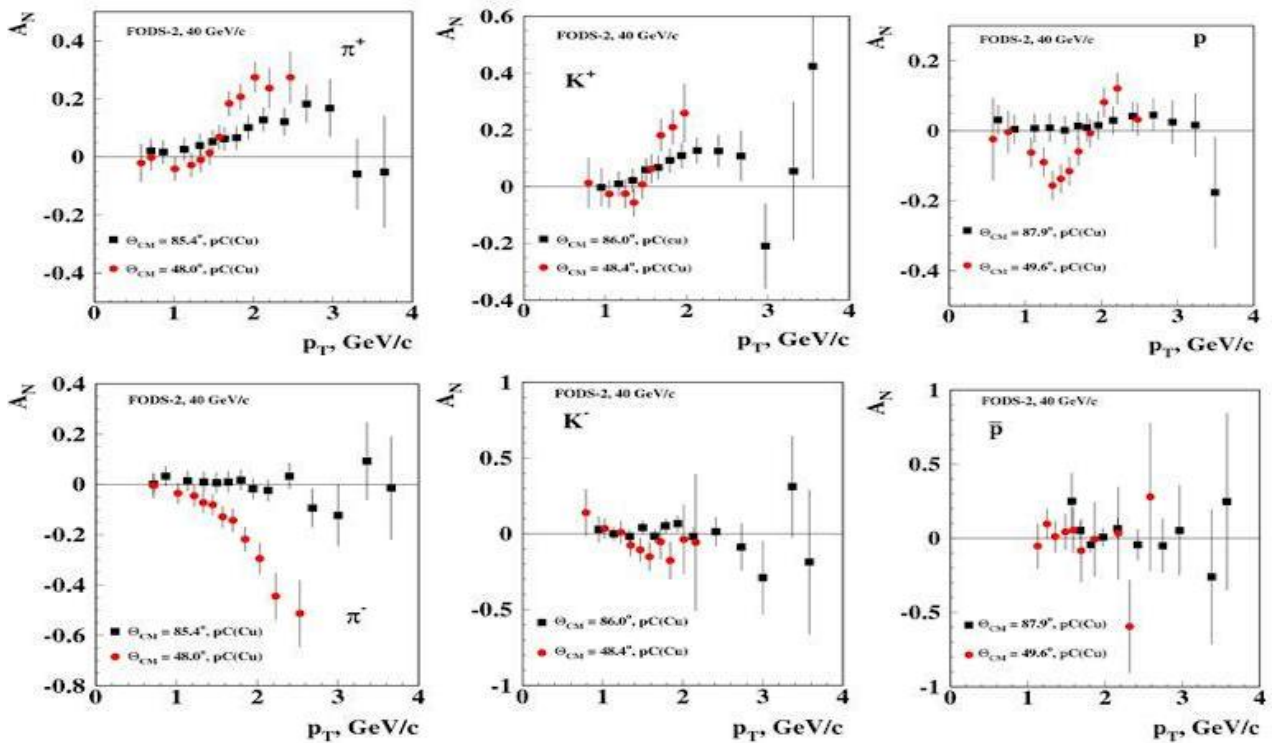 A_N
0.4
0.2
0
-0.2
-0.4
FODS-2, 40 GeV/c
π⁺
Θ_CM = 85.4°, pC(Cu)
Θ_CM = 48.0°, pC(Cu)
0 1 2 3 4
p_T, GeV/c
A_N
0.6
0.4
0.2
0
-0.2
-0.4
FODS-2, 40 GeV/c
K⁺
Θ_CM = 86.0°, pC(cu)
Θ_CM = 48.4°, pC(Cu)
0 1 2 3 4
p_T, GeV/c
A_N
0.2
0
-0.2
-0.4
FODS-2, 40 GeV/c
p
Θ_CM = 87.9°, pC(Cu)
Θ_CM = 49.6°, pC(Cu)
0 1 2 3 4
p_T, GeV/c
A_N
0.4
0.2
0
-0.2
-0.4
-0.6
-0.8
FODS-2, 40 GeV/c
π⁻
Θ_CM = 85.4°, pC(Cu)
Θ_CM = 48.0°, pC(Cu)
0 1 2 3 4
p_T, GeV/c
A_N
1
0.5
0
-0.5
-1
FODS-2, 40 GeV/c
K⁻
Θ_CM = 86.0°, pC(Cu)
Θ_CM = 48.4°, pC(Cu)
0 1 2 3 4
p_T, GeV/c
A_N
1
0.5
0
-0.5
-1
FODS-2, 40 GeV/c
p̅
Θ_CM = 87.9°, pC(Cu)
Θ_CM = 49.6°, pC(Cu)
0 1 2 3 4
p_T, GeV/c